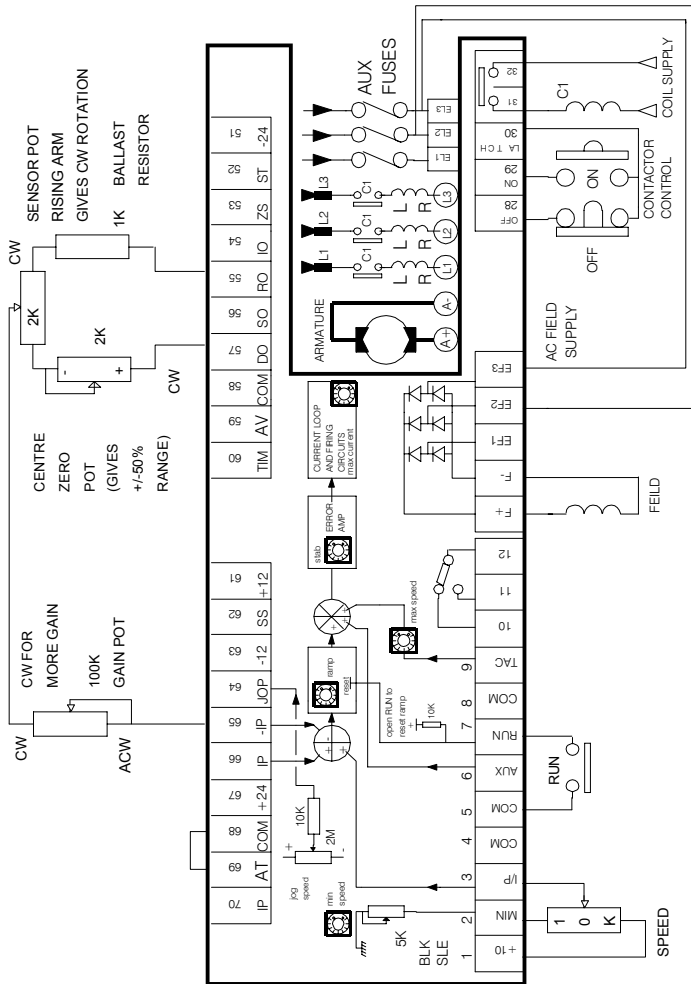 SENSOR POT
RISING ARM
GIVES CW ROTATION
1K BALLAST
RESISTOR
CW
2K
2K
- +
CW
CENTRE
ZERO
POT
(GIVES
+/-50%
RANGE)
CW FOR
MORE GAIN
100K
GAIN POT
CW
ACW
70 IP
69 AT
68 COM
67 +24
66 IP
65 -IP
64 JOP
63 -12
62 SS
61 +12
60 TIM
59 AV
58 COM
57 DO
56 SO
55 RO
54 IO
53 ZS
52 ST
51 -24
jog
speed
+ -
10K
2M
min
speed
5K
BLK
SLE
+ -
+
ramp
reset
open RUN to
reset ramp
+
10K
+ +
+
max speed
stab
ERROR
AMP
CURRENT LOOP
AND FIRING
CIRCUITS
max current
ARMATURE
A+
A-
L1 L2 L3
C1 C1 C1
L L L
R R R
L1 L2 L3
AUX
FUSES
EL1 EL2 EL3
1 +10
2 MIN
3 I/P
4 COM
5 COM
6 AUX
7 RUN
8 COM
9 TAC
10
11
12
F+
F-
EF1
EF2
EF3
28 OFF
29 ON
30 LATCH
31
32
10K
SPEED
RUN
FEILD
AC FIELD
SUPPLY
OFF
ON
CONTACTOR
CONTROL
C1
COIL SUPPLY